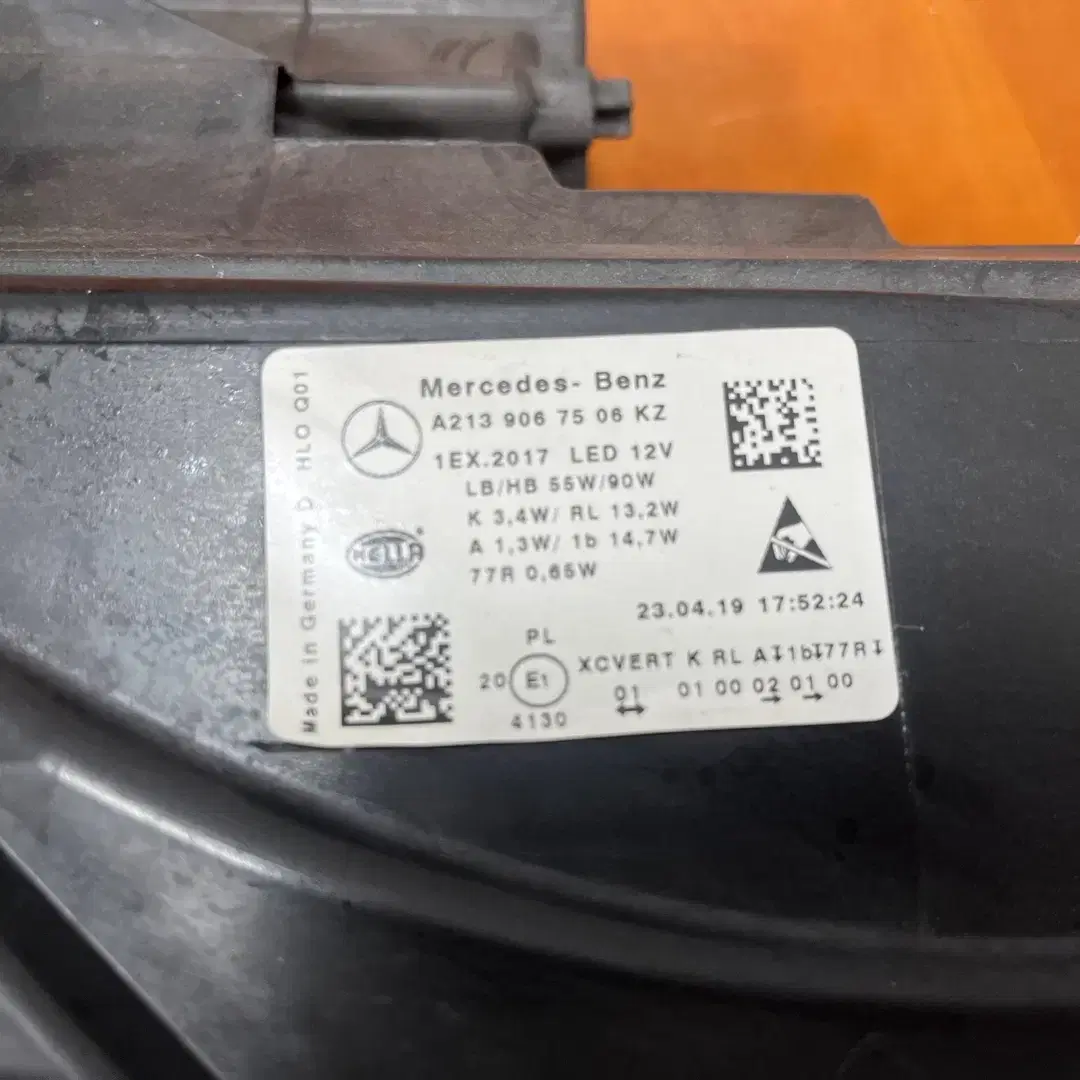 Mercedes- Benz
A213 906 75 06 KZ
1EX.2017 LED 12V
LB/HB 55W/90W
K 3,4W/ RL 13,2W
A 1,3W/ 1b 14,7W
77R 0,65W
HELLA
23.04.19 17:52:24
PL
XCVERT K RL A↧1b↧77R↧
20 E1
01 01 00 02 01 00
↔ → →
4130
Made in Germany D HLO Q01